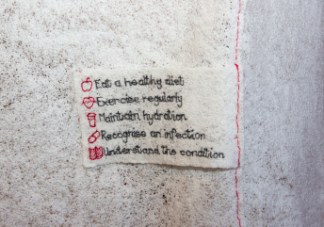 Eat a healthy diet
Exercise regularly
Maintain hydration
Recognise an infection
Understand the condition